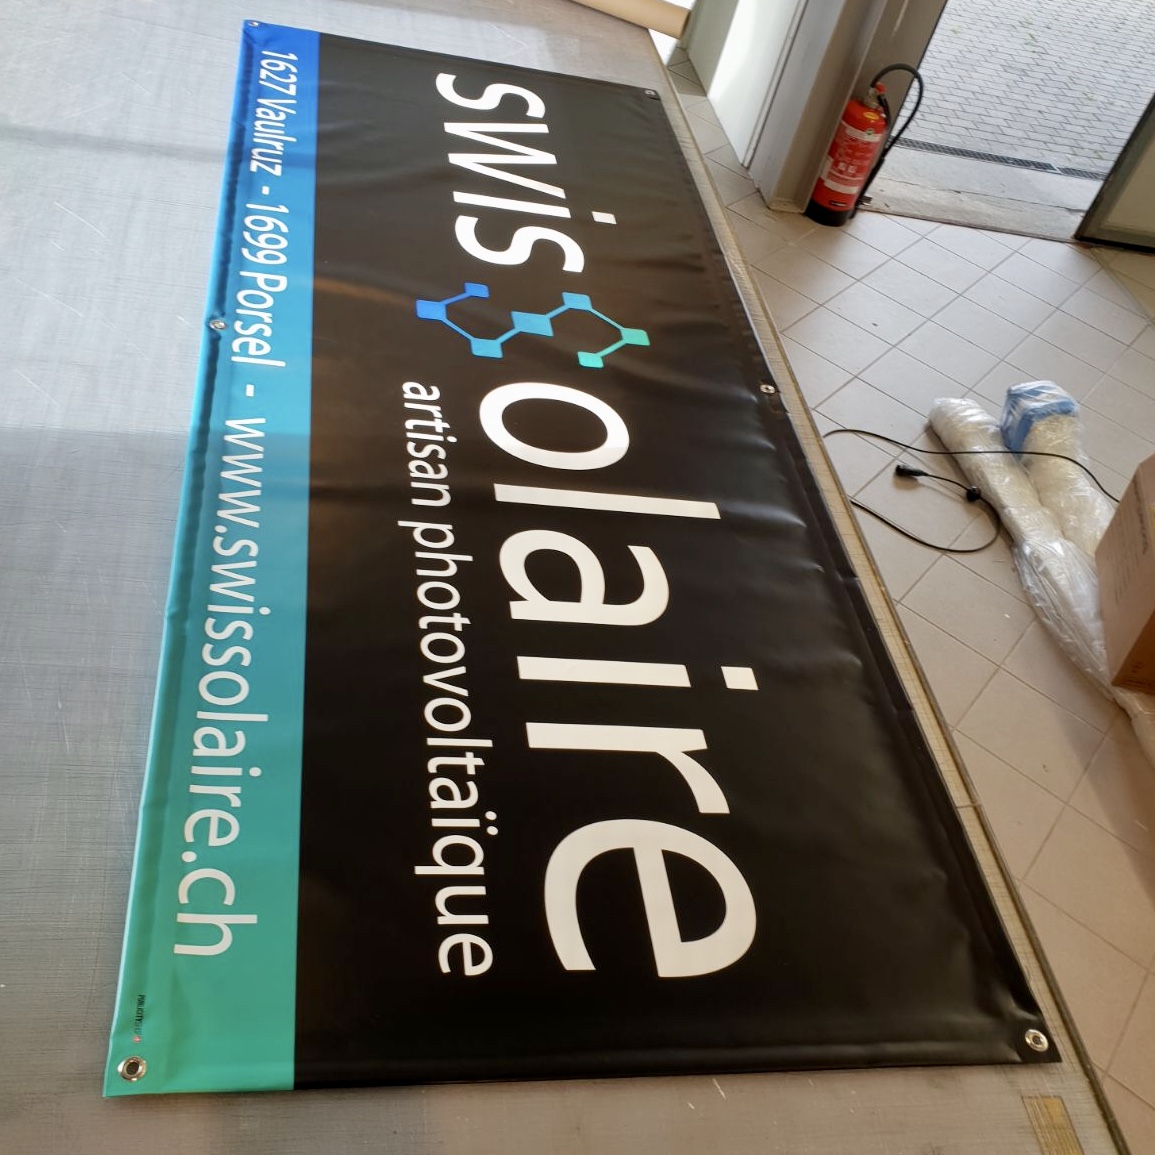 swissolaire
artisan photovoltaïque
1627 Vaulruz - 1699 Porsel - www.swissolaire.ch